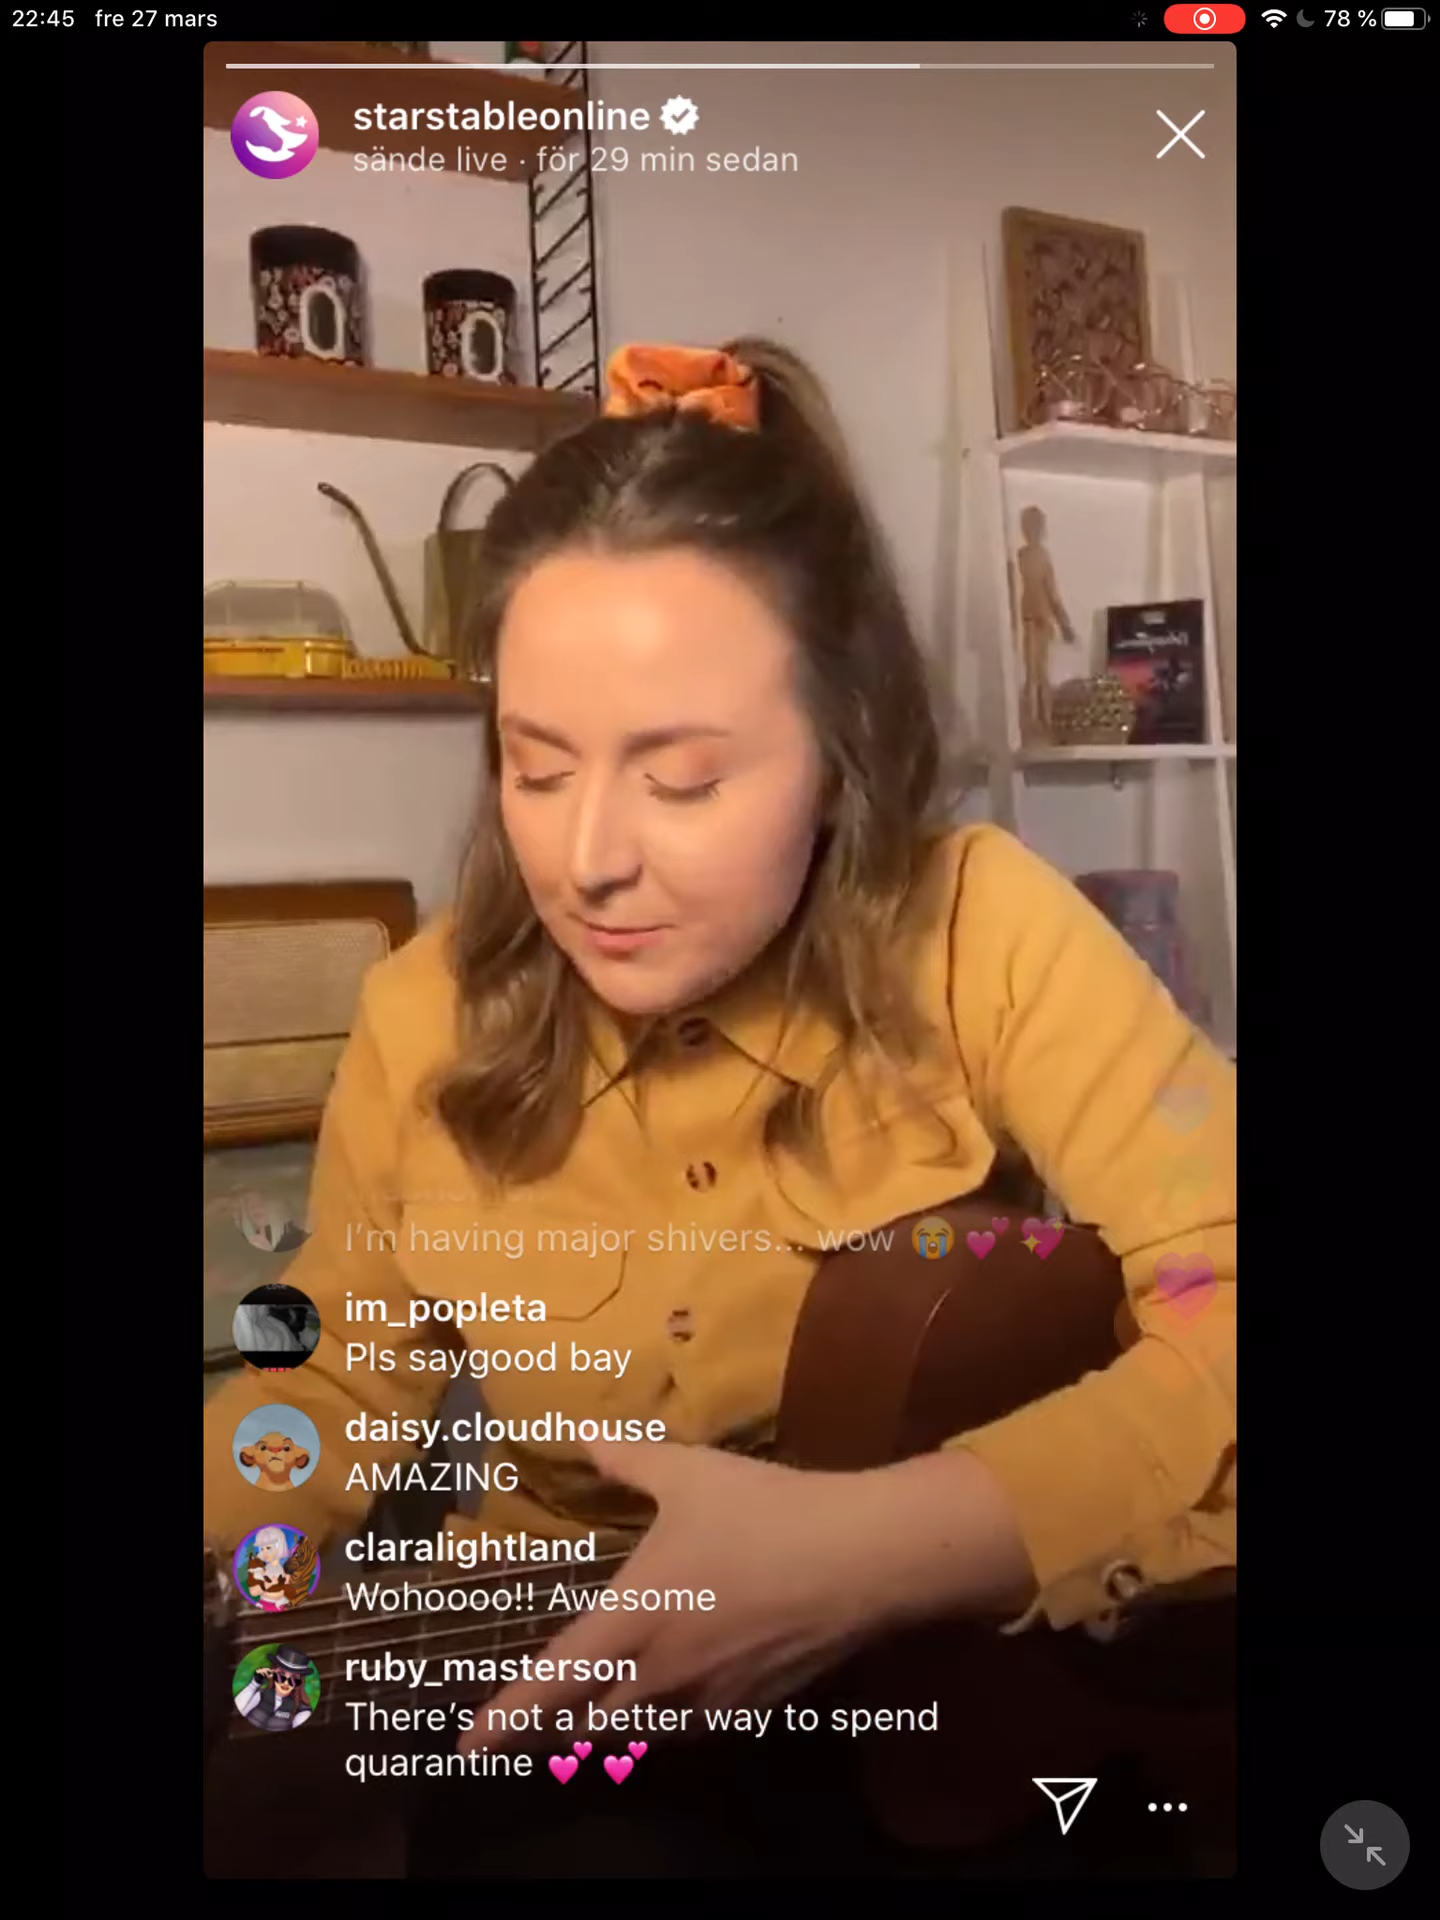 22:45 fre 27 mars
78 %
starstableonline
sände live · för 29 min sedan
I'm having major shivers... wow 😭 💕 💖
im_popleta
Pls saygood bay
daisy.cloudhouse
AMAZING
claralightland
Wohoooo!! Awesome
ruby_masterson
There's not a better way to spend
quarantine 💕 💕